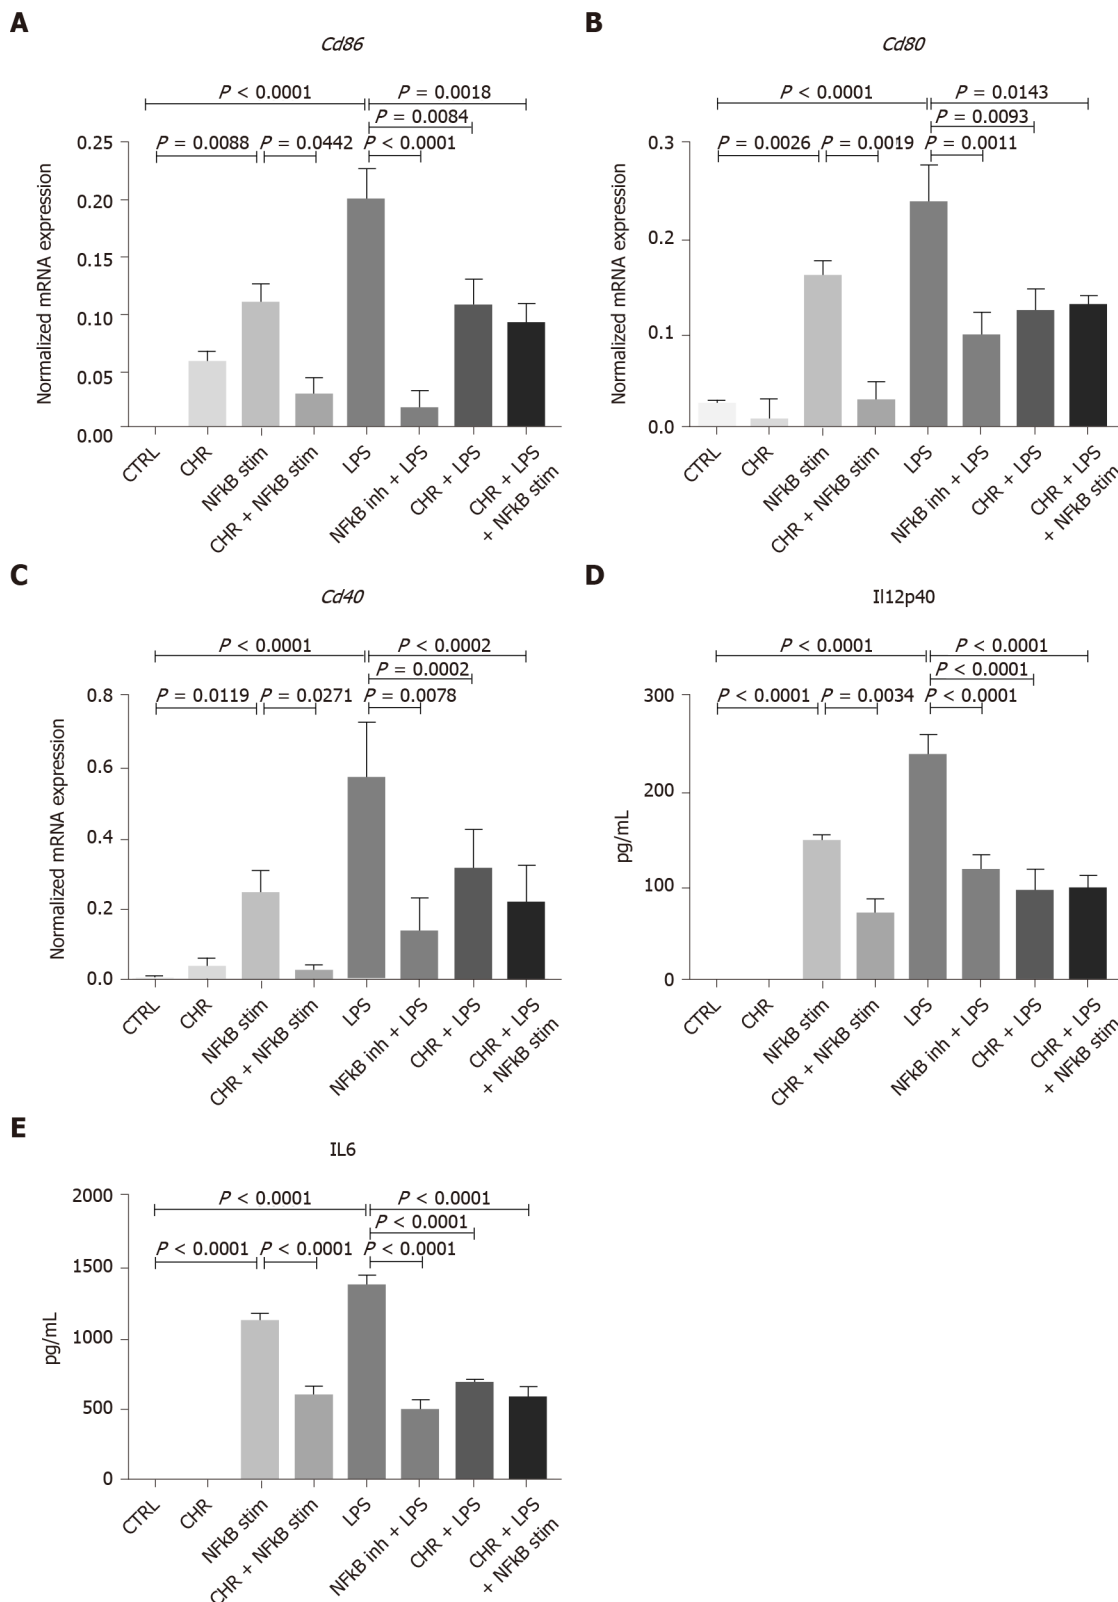 A
Cd86
P < 0.0001
P = 0.0018
P = 0.0084
P = 0.0088
P = 0.0442
P < 0.0001
Normalized mRNA expression
0.25
0.20
0.15
0.10
0.05
0.00
CTRL
CHR
NFkB stim
CHR + NFkB stim
LPS
NFkB inh + LPS
CHR + LPS
CHR + LPS
+ NFkB stim
B
Cd80
P < 0.0001
P = 0.0143
P = 0.0093
P = 0.0026
P = 0.0019
P = 0.0011
Normalized mRNA expression
0.3
0.2
0.1
0.0
CTRL
CHR
NFkB stim
CHR + NFkB stim
LPS
NFkB inh + LPS
CHR + LPS
CHR + LPS
+ NFkB stim
C
Cd40
P < 0.0001
P < 0.0002
P = 0.0002
P = 0.0119
P = 0.0271
P = 0.0078
Normalized mRNA expression
0.8
0.6
0.4
0.2
0.0
CTRL
CHR
NFkB stim
CHR + NFkB stim
LPS
NFkB inh + LPS
CHR + LPS
CHR + LPS
+ NFkB stim
D
Il12p40
P < 0.0001
P < 0.0001
P < 0.0001
P < 0.0001
P = 0.0034
P < 0.0001
pg/mL
300
200
100
0
CTRL
CHR
NFkB stim
CHR + NFkB stim
LPS
NFkB inh + LPS
CHR + LPS
CHR + LPS
+ NFkB stim
E
IL6
P < 0.0001
P < 0.0001
P < 0.0001
P < 0.0001
P < 0.0001
P < 0.0001
pg/mL
2000
1500
1000
500
0
CTRL
CHR
NFkB stim
CHR + NFkB stim
LPS
NFkB inh + LPS
CHR + LPS
CHR + LPS
+ NFkB stim